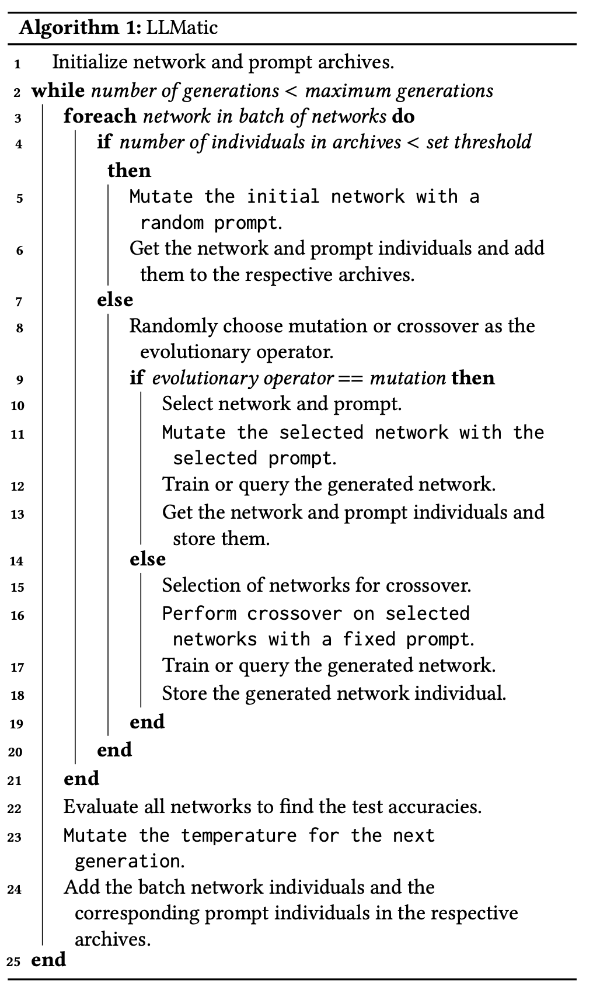 Algorithm 1: LLMatic
1 Initialize network and prompt archives.
2 while number of generations < maximum generations
3 foreach network in batch of networks do
4 if number of individuals in archives < set threshold
then
5 Mutate the initial network with a
random prompt.
6 Get the network and prompt individuals and add
them to the respective archives.
7 else
8 Randomly choose mutation or crossover as the
evolutionary operator.
9 if evolutionary operator == mutation then
10 Select network and prompt.
11 Mutate the selected network with the
selected prompt.
12 Train or query the generated network.
13 Get the network and prompt individuals and
store them.
14 else
15 Selection of networks for crossover.
16 Perform crossover on selected
networks with a fixed prompt.
17 Train or query the generated network.
18 Store the generated network individual.
19 end
20 end
21 end
22 Evaluate all networks to find the test accuracies.
23 Mutate the temperature for the next
generation.
24 Add the batch network individuals and the
corresponding prompt individuals in the respective
archives.
25 end